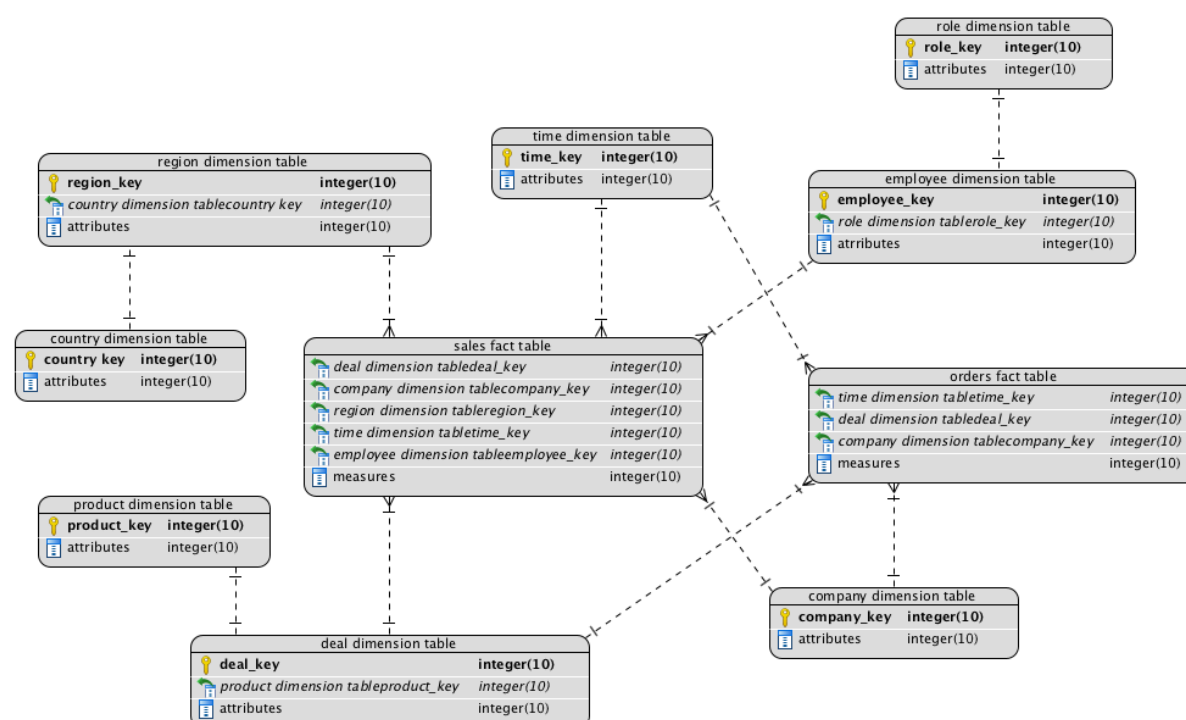 role dimension table
role_key integer(10)
attributes integer(10)
time dimension table
time_key integer(10)
attributes integer(10)
region dimension table
region_key integer(10)
country dimension tablecountry key integer(10)
attributes integer(10)
employee dimension table
employee_key integer(10)
role dimension tablerole_key integer(10)
atrributes integer(10)
country dimension table
country key integer(10)
attributes integer(10)
sales fact table
deal dimension tabledeal_key integer(10)
company dimension tablecompany_key integer(10)
region dimension tableregion_key integer(10)
time dimension tabletime_key integer(10)
employee dimension tableemployee_key integer(10)
measures integer(10)
orders fact table
time dimension tabletime_key integer(10)
deal dimension tabledeal_key integer(10)
company dimension tablecompany_key integer(10)
measures integer(10)
product dimension table
product_key integer(10)
attributes integer(10)
company dimension table
company_key integer(10)
attributes integer(10)
deal dimension table
deal_key integer(10)
product dimension tableproduct_key integer(10)
attributes integer(10)